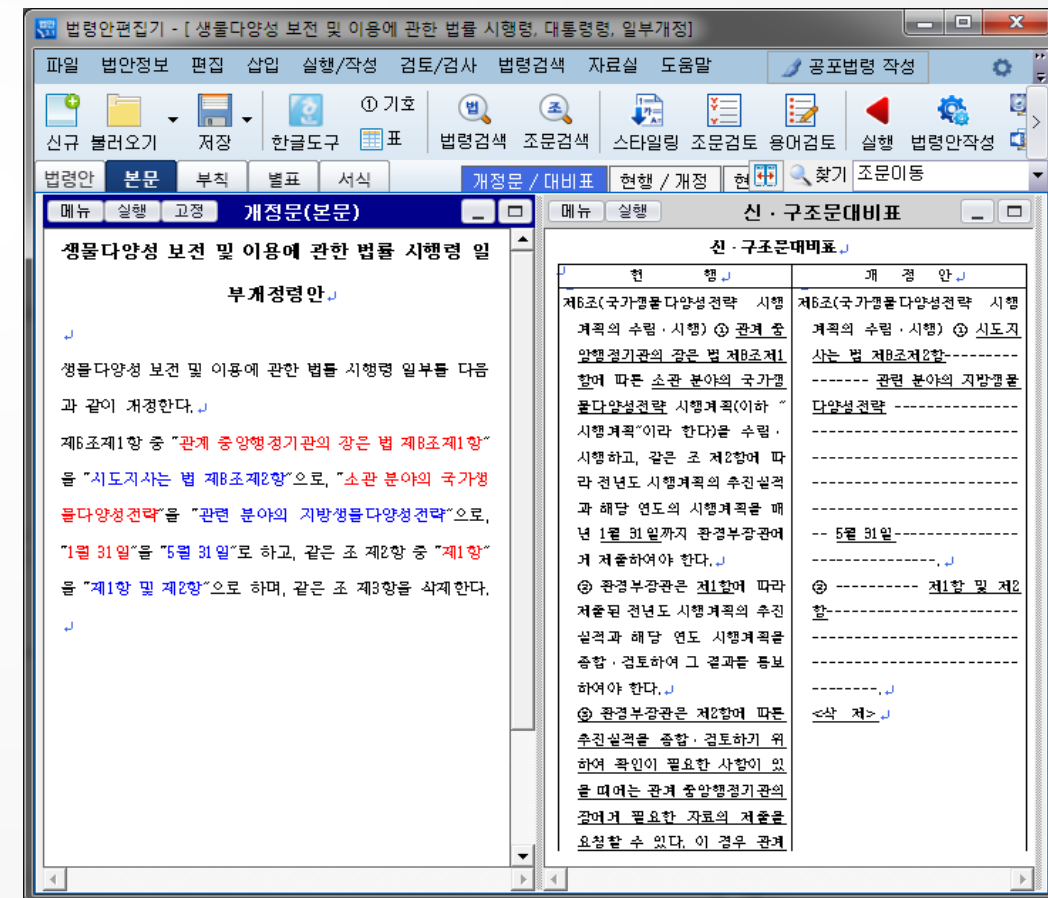 법령안편집기 - [ 생물다양성 보전 및 이용에 관한 법률 시행령, 대통령령, 일부개정]
파일 법안정보 편집 삽입 실행/작성 검토/검사 법령검색 자료실 도움말 공포법령 작성
① 기호
법 조
신규 불러오기 저장 한글도구 표 법령검색 조문검색 스타일링 조문검토 용어검토 실행 법령안작성
법령안 본문 부칙 별표 서식 개정문 / 대비표 현행 / 개정 현 찾기 조문이동
메뉴 실행 고정 개정문(본문)
생물다양성 보전 및 이용에 관한 법률 시행령 일
부개정령안
생물다양성 보전 및 이용에 관한 법률 시행령 일부를 다음
과 같이 개정한다.
제6조제1항 중 "관계 중앙행정기관의 장은 법 제8조제1항"
을 "시도지사는 법 제8조제2항"으로, "소관 분야의 국가생
물다양성전략"을 "관련 분야의 지방생물다양성전략"으로,
"1월 31일"을 "5월 31일"로 하고, 같은 조 제2항 중 "제1항"
을 "제1항 및 제2항"으로 하며, 같은 조 제3항을 삭제한다.
메뉴 실행 신ㆍ구조문대비표
신ㆍ구조문대비표
현 행
제6조(국가생물다양성전략 시행
계획의 수립ㆍ시행) ① 관계 중
앙행정기관의 장은 법 제8조제1
항에 따른 소관 분야의 국가생
물다양성전략 시행계획(이하 "
시행계획"이라 한다)을 수립ㆍ
시행하고, 같은 조 제2항에 따
라 전년도 시행계획의 추진실적
과 해당 연도의 시행계획을 매
년 1월 31일까지 환경부장관에
게 제출하여야 한다.
② 환경부장관은 제1항에 따라
제출된 전년도 시행계획의 추진
실적과 해당 연도 시행계획을
종합ㆍ검토하여 그 결과를 통보
하여야 한다.
③ 환경부장관은 제2항에 따른
추진실적을 종합ㆍ검토하기 위
하여 확인이 필요한 사항이 있
을 때에는 관계 중앙행정기관의
장에게 필요한 자료의 제출을
요청할 수 있다. 이 경우 관계
개 정 안
제6조(국가생물다양성전략 시행
계획의 수립ㆍ시행) ① 시도지
사는 법 제8조제2항---------
------- 관련 분야의 지방생물
다양성전략 ----------------
--------------------------
--------------------------
--------------------------
--------------------------
-- 5월 31일----------------
----------------.
② ---------- 제1항 및 제2
항------------------------
--------------------------
--------------------------
--------.
<삭 제>